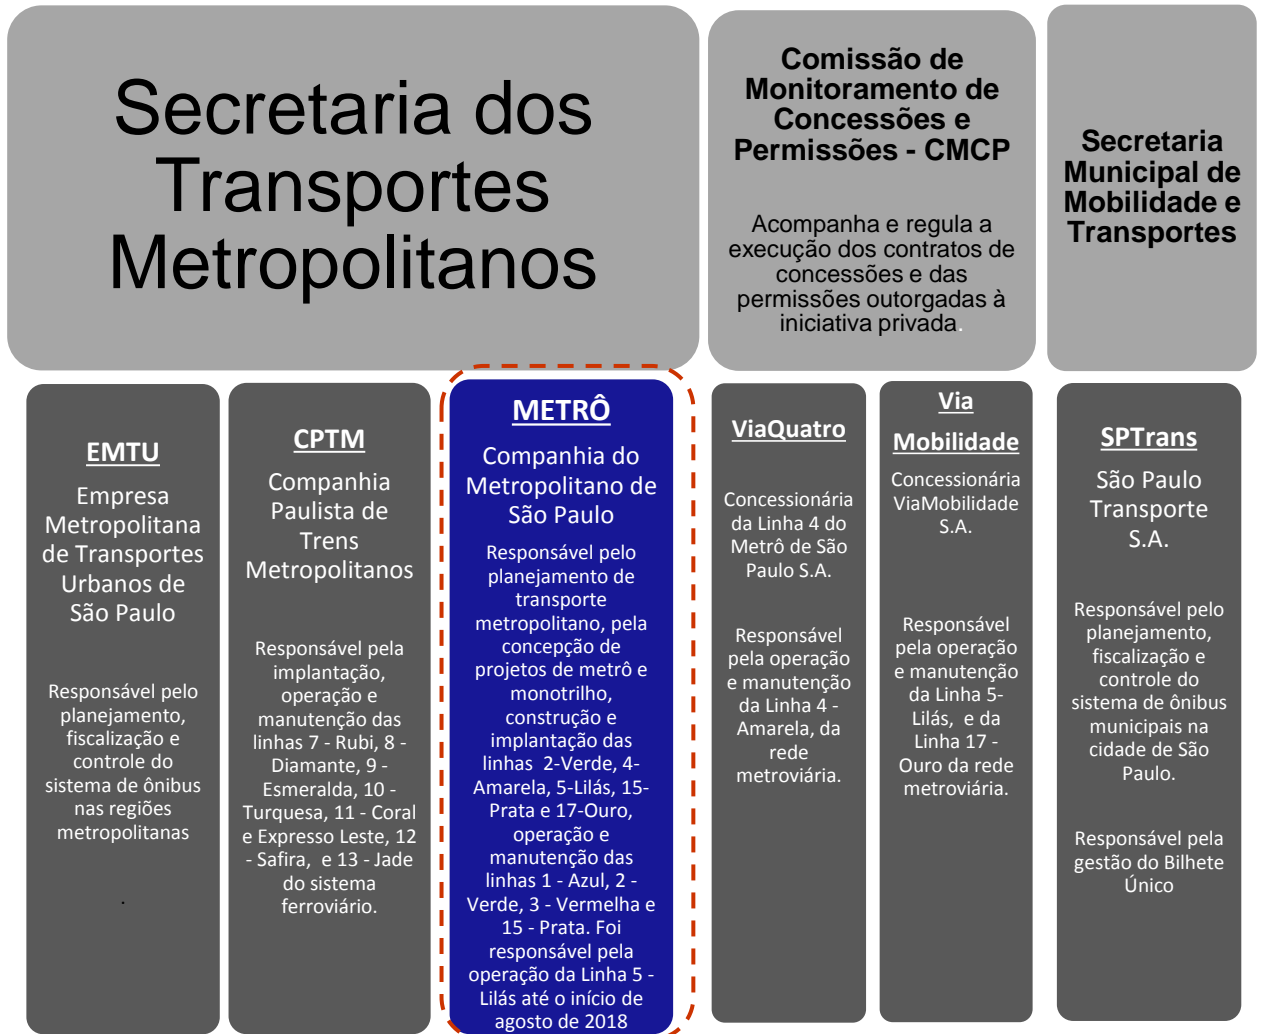 Secretaria dos
Transportes
Metropolitanos
Comissão de
Monitoramento de
Concessões e
Permissões - CMCP
Acompanha e regula a
execução dos contratos de
concessões e das
permissões outorgadas à
iniciativa privada.
Secretaria
Municipal de
Mobilidade e
Transportes
EMTU
Empresa
Metropolitana
de Transportes
Urbanos de
São Paulo
Responsável pelo
planejamento,
fiscalização e
controle do
sistema de ônibus
nas regiões
metropolitanas
.
CPTM
Companhia
Paulista de
Trens
Metropolitanos
Responsável pela
implantação,
operação e
manutenção das
linhas 7 - Rubi, 8 -
Diamante, 9 -
Esmeralda, 10 -
Turquesa, 11 - Coral
e Expresso Leste, 12
- Safira,  e 13 - Jade
do sistema
ferroviário.
METRÔ
Companhia do
Metropolitano de
São Paulo
Responsável pelo
planejamento de
transporte
metropolitano, pela
concepção de
projetos de metrô e
monotrilho,
construção e
implantação das
linhas  2-Verde, 4-
Amarela, 5-Lilás, 15-
Prata e 17-Ouro,
operação e
manutenção das
linhas 1 - Azul, 2 -
Verde, 3 - Vermelha e
15 - Prata. Foi
responsável pela
operação da Linha 5 -
Lilás até o início de
agosto de 2018
ViaQuatro
Concessionária
da Linha 4 do
Metrô de São
Paulo S.A.
Responsável
pela operação
e manutenção
da Linha 4 -
Amarela, da
rede
metroviária.
Via
Mobilidade
Concessionária
ViaMobilidade
S.A.
Responsável
pela operação
e manutenção
da Linha 5-
Lilás,  e da
Linha 17 -
Ouro da rede
metroviária.
SPTrans
São Paulo
Transporte
S.A.
Responsável pelo
planejamento,
fiscalização e
controle do
sistema de ônibus
municipais na
cidade de São
Paulo.
Responsável pela
gestão do Bilhete
Único